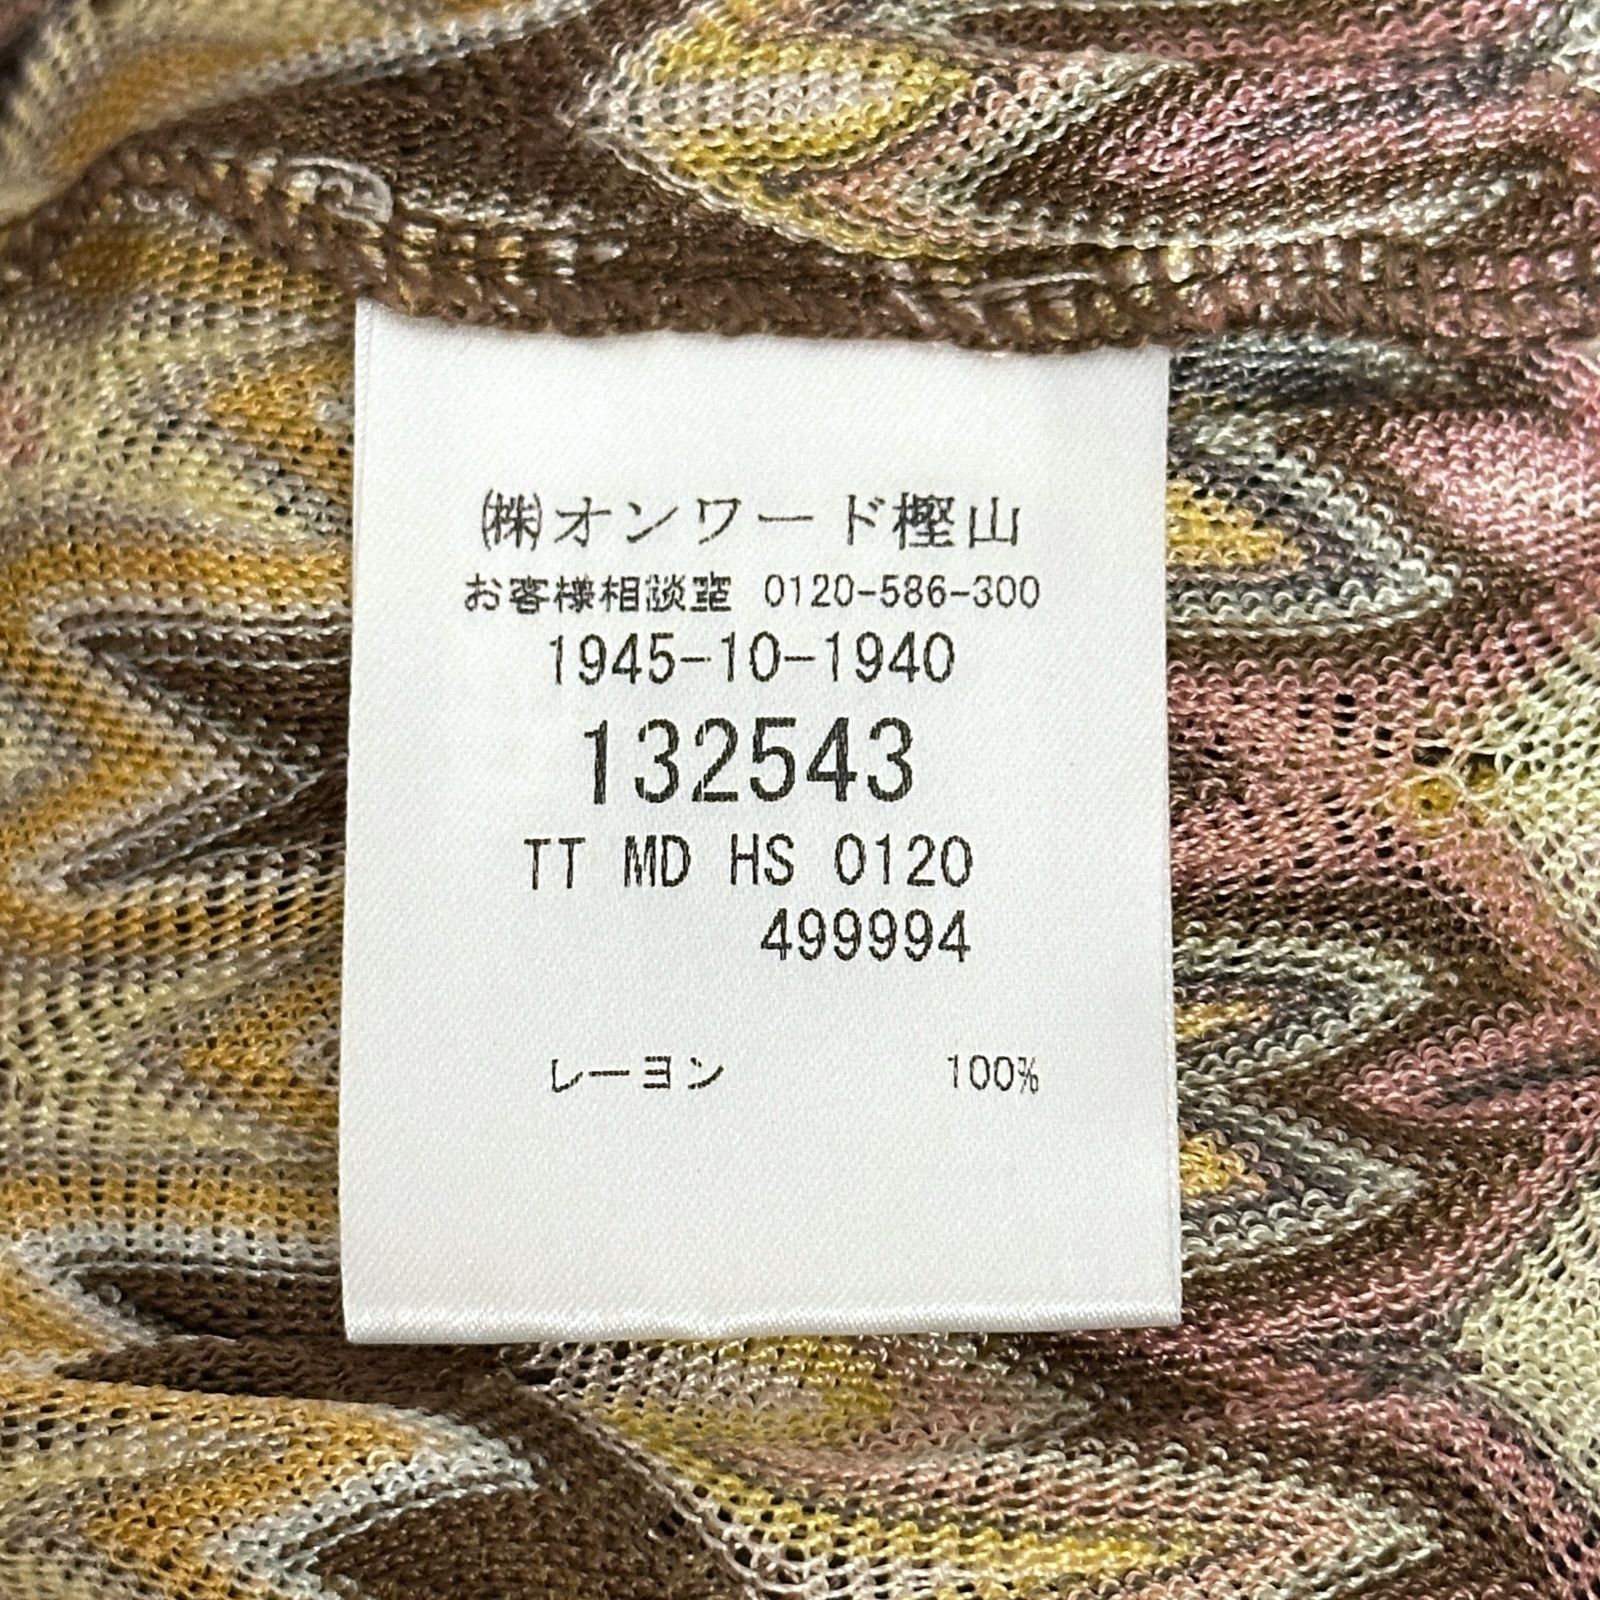 (株)オンワード樫山
お客様相談室 0120-586-300
1945-10-1940
132543
TT MD HS 0120
499994
レーヨン 100%